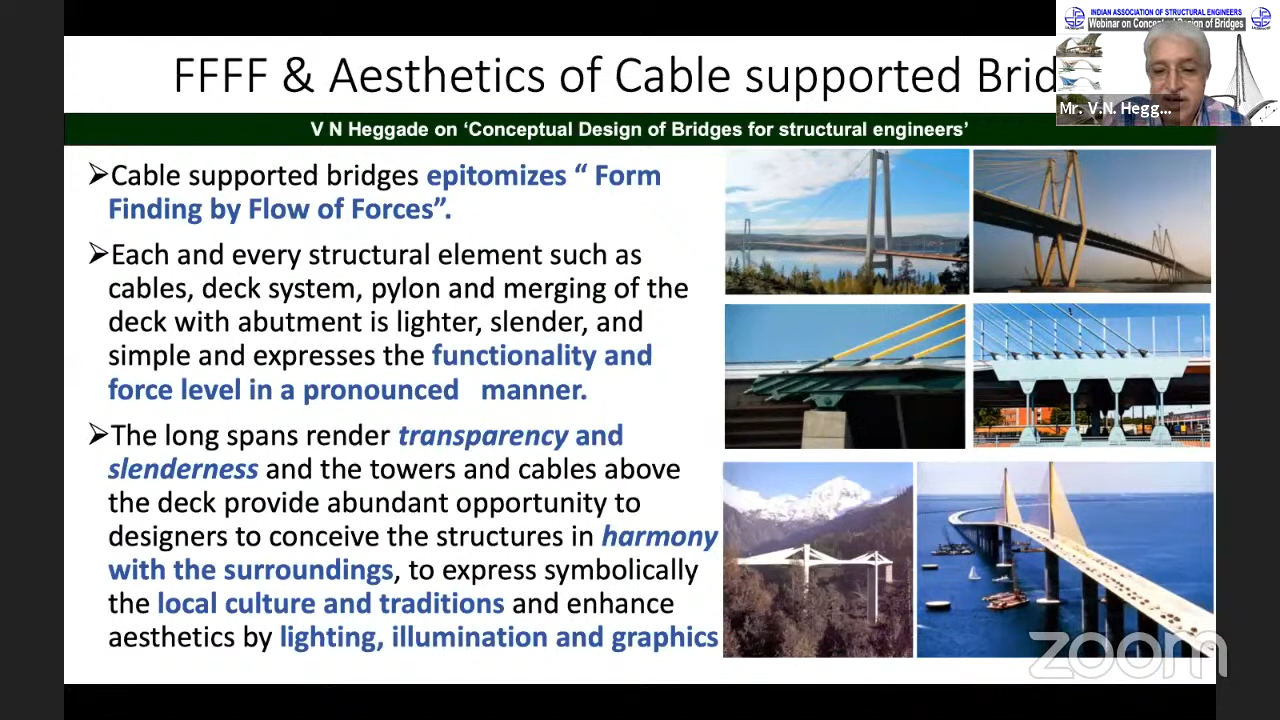 INDIAN ASSOCIATION OF STRUCTURAL ENGINEERS
Webinar on Conceptual Design of Bridges
FFFF & Aesthetics of Cable supported Brid
Mr. V.N. Hegg...
V N Heggade on ‘Conceptual Design of Bridges for structural engineers’
➢Cable supported bridges epitomizes “ Form
Finding by Flow of Forces”.
➢Each and every structural element such as
cables, deck system, pylon and merging of the
deck with abutment is lighter, slender, and
simple and expresses the functionality and
force level in a pronounced manner.
➢The long spans render transparency and
slenderness and the towers and cables above
the deck provide abundant opportunity to
designers to conceive the structures in harmony
with the surroundings, to express symbolically
the local culture and traditions and enhance
aesthetics by lighting, illumination and graphics
zoom